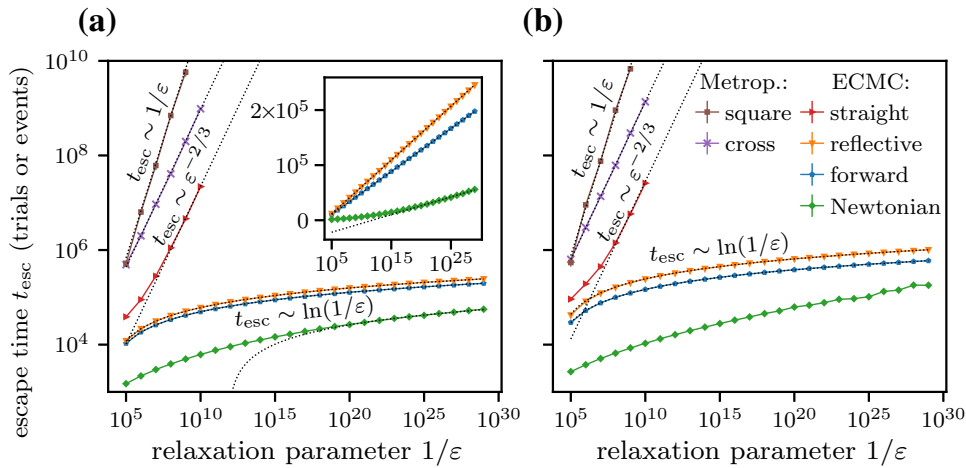 (a)
(b)
escape time t_esc (trials or events)
10^10
10^8
10^6
10^4
t_esc ~ 1/ε
t_esc ~ ε^−2/3
t_esc ~ ln(1/ε)
2×10^5
10^5
0
10^5 10^15 10^25
10^5 10^10 10^15 10^20 10^25 10^30
relaxation parameter 1/ε
t_esc ~ 1/ε
t_esc ~ ε^−2/3
t_esc ~ ln(1/ε)
Metrop.: ECMC:
square straight
cross reflective
forward
Newtonian
10^5 10^10 10^15 10^20 10^25 10^30
relaxation parameter 1/ε